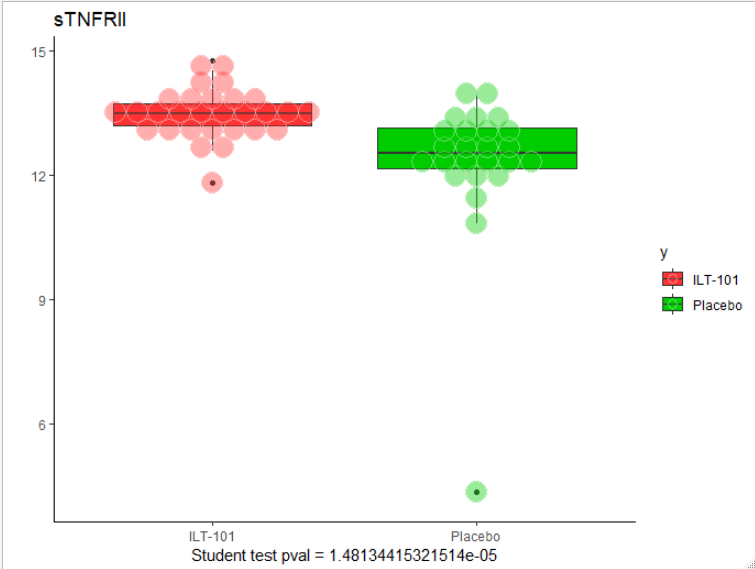 sTNFRII
15
12
9
6
y
ILT-101
Placebo
ILT-101
Placebo
Student test pval = 1.48134415321514e-05